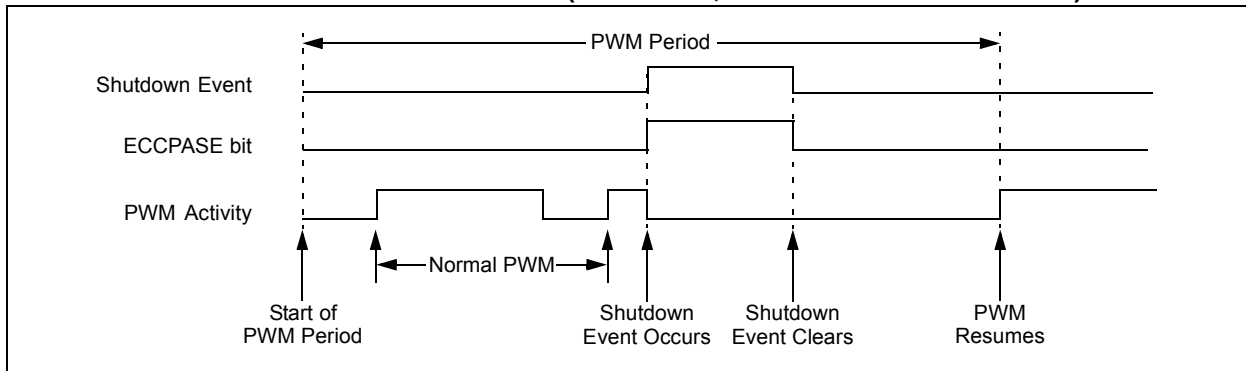 PWM Period
Shutdown Event
ECCPASE bit
PWM Activity
Normal PWM
Start of
PWM Period
Shutdown
Event Occurs
Shutdown
Event Clears
PWM
Resumes